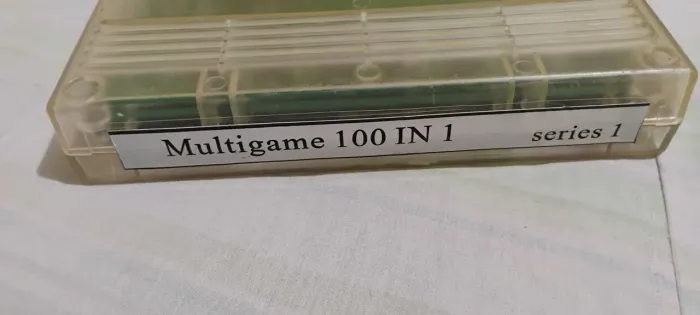 Multigame 100 IN 1 series 1